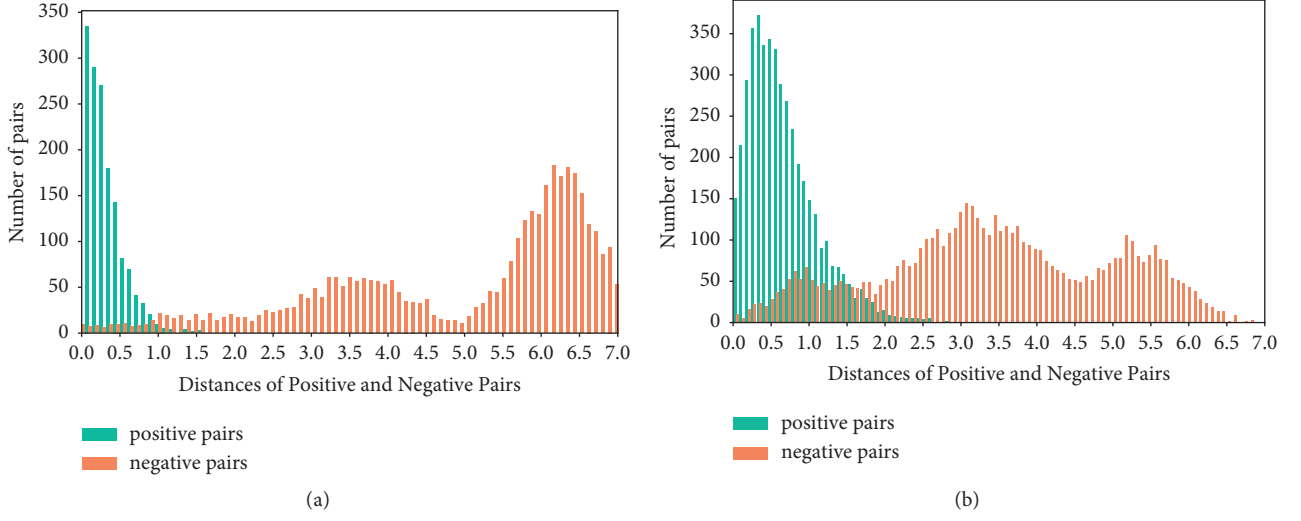 350
300
250
200
150
100
50
0
Number of pairs
0.0 0.5 1.0 1.5 2.0 2.5 3.0 3.5 4.0 4.5 5.0 5.5 6.0 6.5 7.0
Distances of Positive and Negative Pairs
positive pairs
negative pairs
(a)
350
300
250
200
150
100
50
0
Number of pairs
0.0 0.5 1.0 1.5 2.0 2.5 3.0 3.5 4.0 4.5 5.0 5.5 6.0 6.5 7.0
Distances of Positive and Negative Pairs
positive pairs
negative pairs
(b)